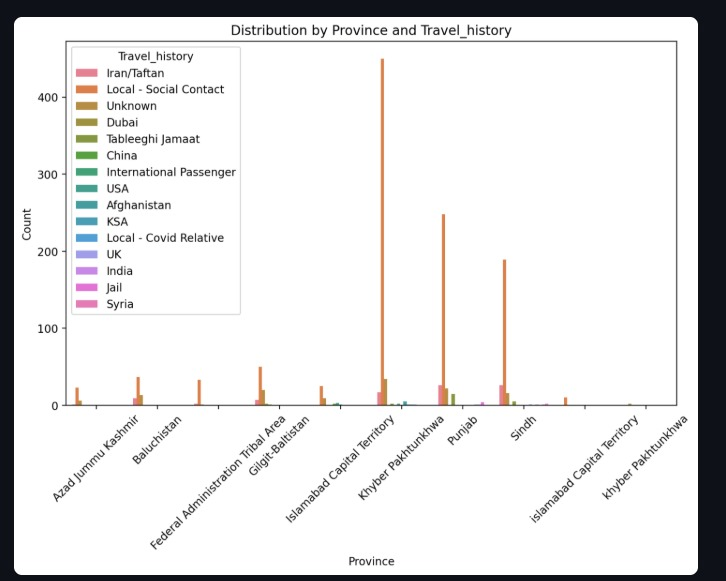 Distribution by Province and Travel_history
Travel_history
Iran/Taftan
Local - Social Contact
Unknown
Dubai
Tableeghi Jamaat
China
International Passenger
USA
Afghanistan
KSA
Local - Covid Relative
UK
India
Jail
Syria
Count
400
300
200
100
0
Azad Jummu Kashmir
Baluchistan
Federal Administration Tribal Area
Gilgit-Baltistan
Islamabad Capital Territory
Khyber Pakhtunkhwa
Punjab
Sindh
islamabad Capital Territory
khyber Pakhtunkhwa
Province